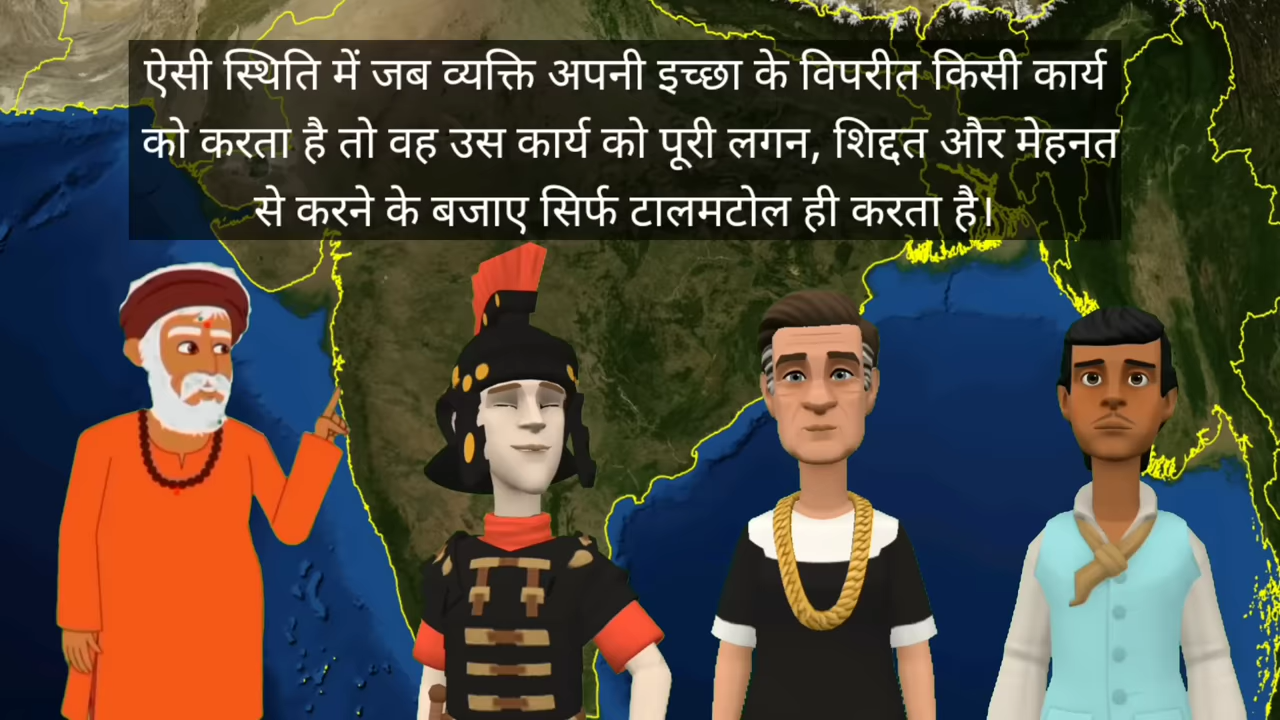 ऐसी स्थिति में जब व्यक्ति अपनी इच्छा के विपरीत किसी कार्य
को करता है तो वह उस कार्य को पूरी लगन, शिद्दत और मेहनत
से करने के बजाए सिर्फ टालमटोल ही करता है।